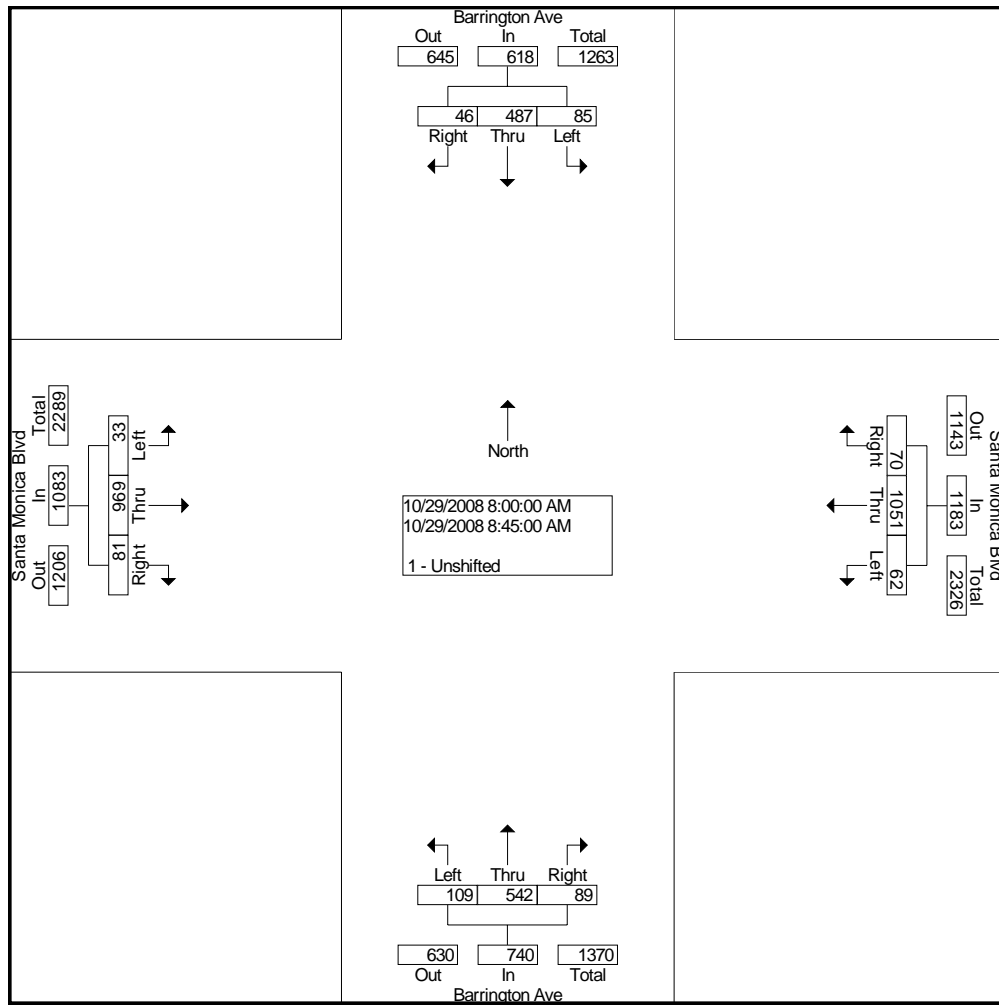 Barrington Ave
Out In Total
645 618 1263
46 487 85
Right Thru Left
Santa Monica Blvd
Total In Out
2289 1083 1206
33 969 81
Left Thru Right
North
10/29/2008 8:00:00 AM
10/29/2008 8:45:00 AM
1 - Unshifted
Right Thru Left
70 1051 62
Out In Total
1143 1183 2326
Santa Monica Blvd
Left Thru Right
109 542 89
630 740 1370
Out In Total
Barrington Ave